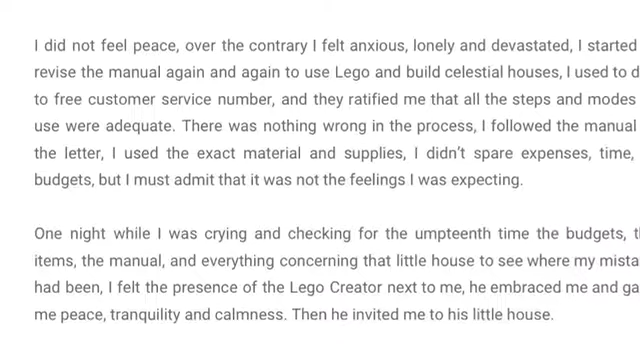 I did not feel peace, over the contrary I felt anxious, lonely and devastated, I started
revise the manual again and again to use Lego and build celestial houses, I used to
to free customer service number, and they ratified me that all the steps and modes
use were adequate. There was nothing wrong in the process, I followed the manual
the letter, I used the exact material and supplies, I didn't spare expenses, time,
budgets, but I must admit that it was not the feelings I was expecting.
One night while I was crying and checking for the umpteenth time the budgets,
items, the manual, and everything concerning that little house to see where my
had been, I felt the presence of the Lego Creator next to me, he embraced me and
me peace, tranquility and calmness. Then he invited me to his little house.